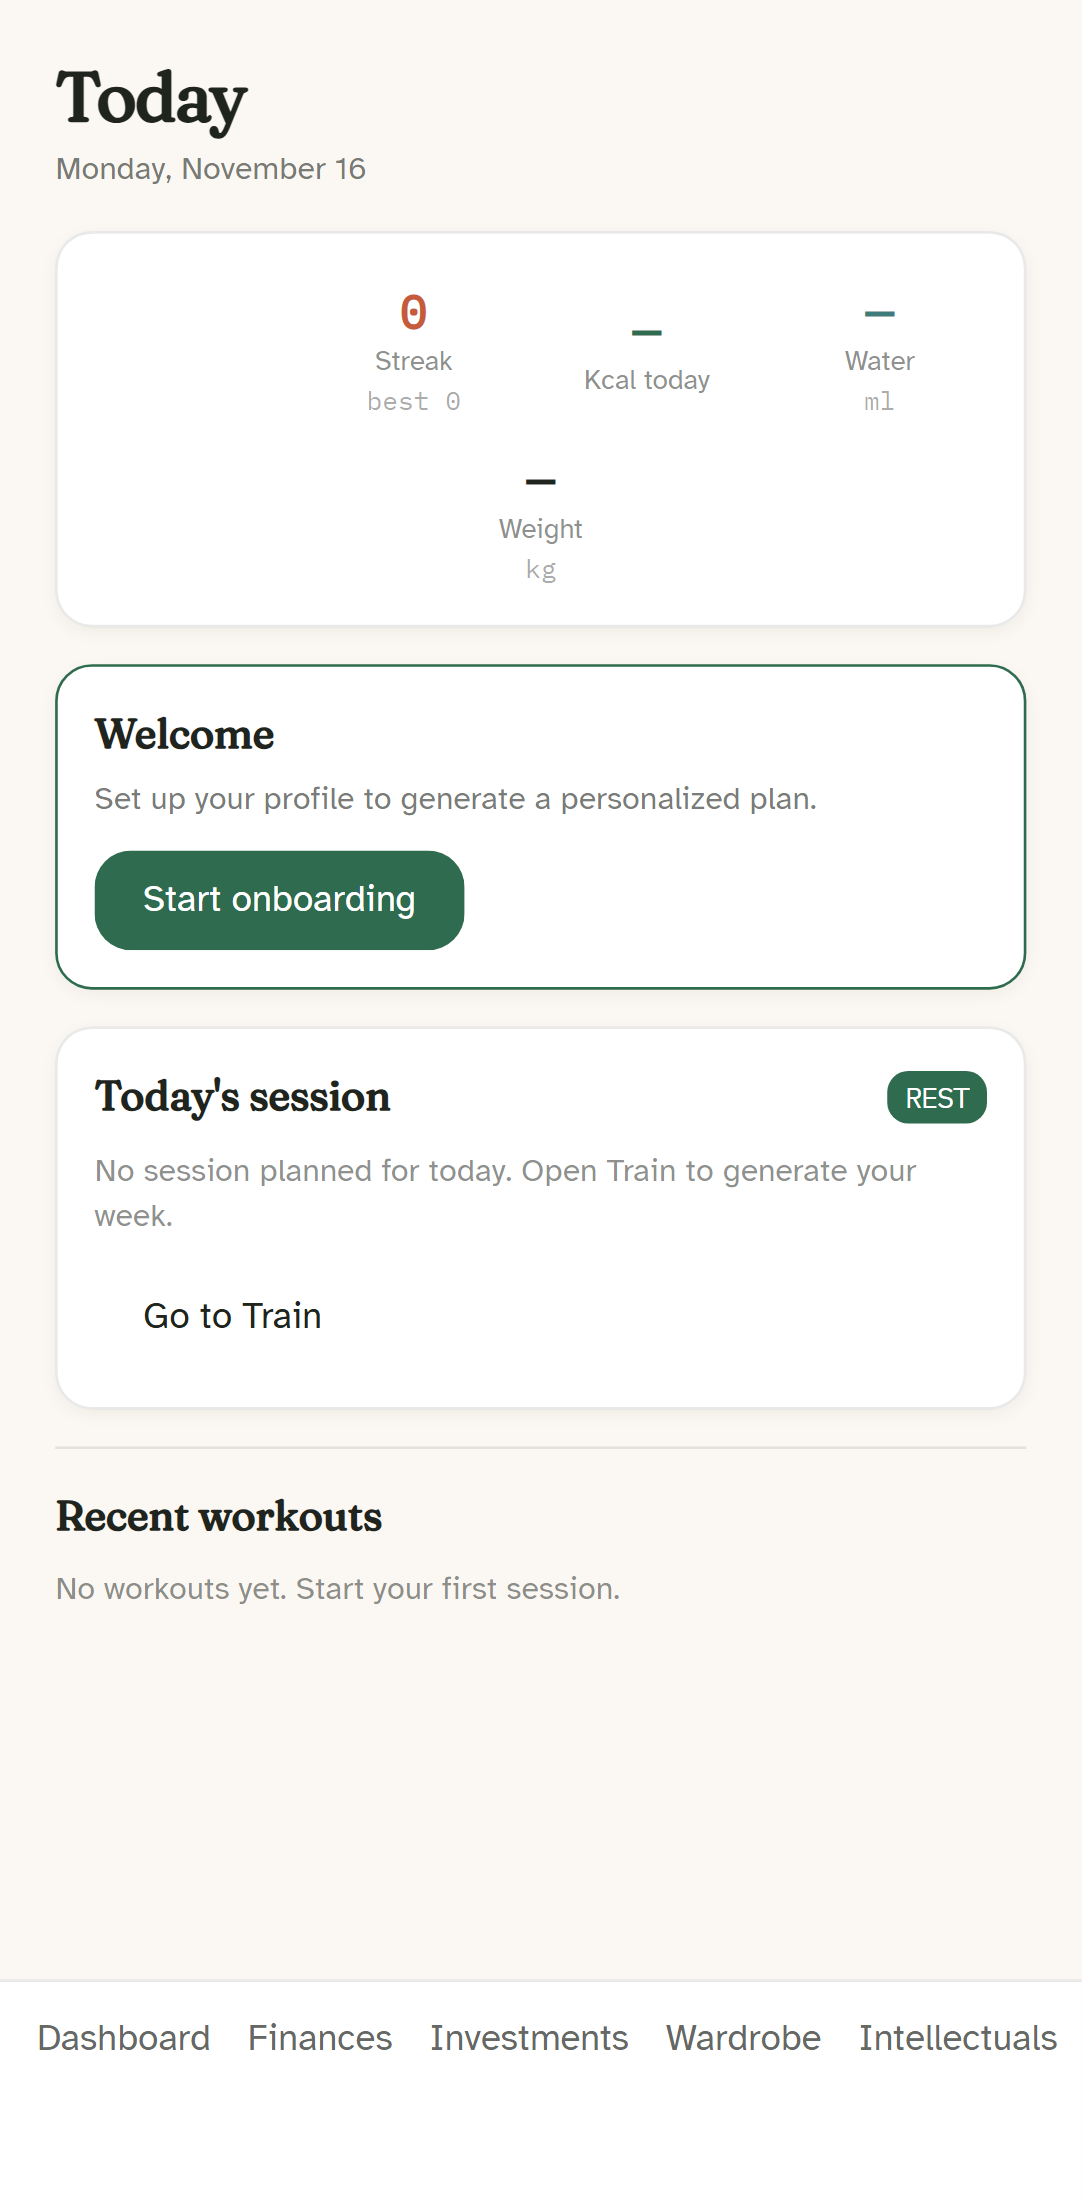 Today
Monday, November 16
0
Streak
best 0
—
Kcal today
—
Water
ml
—
Weight
kg
Welcome
Set up your profile to generate a personalized plan.
Start onboarding
Today's session
REST
No session planned for today. Open Train to generate your
week.
Go to Train
Recent workouts
No workouts yet. Start your first session.
Dashboard Finances Investments Wardrobe Intellectuals